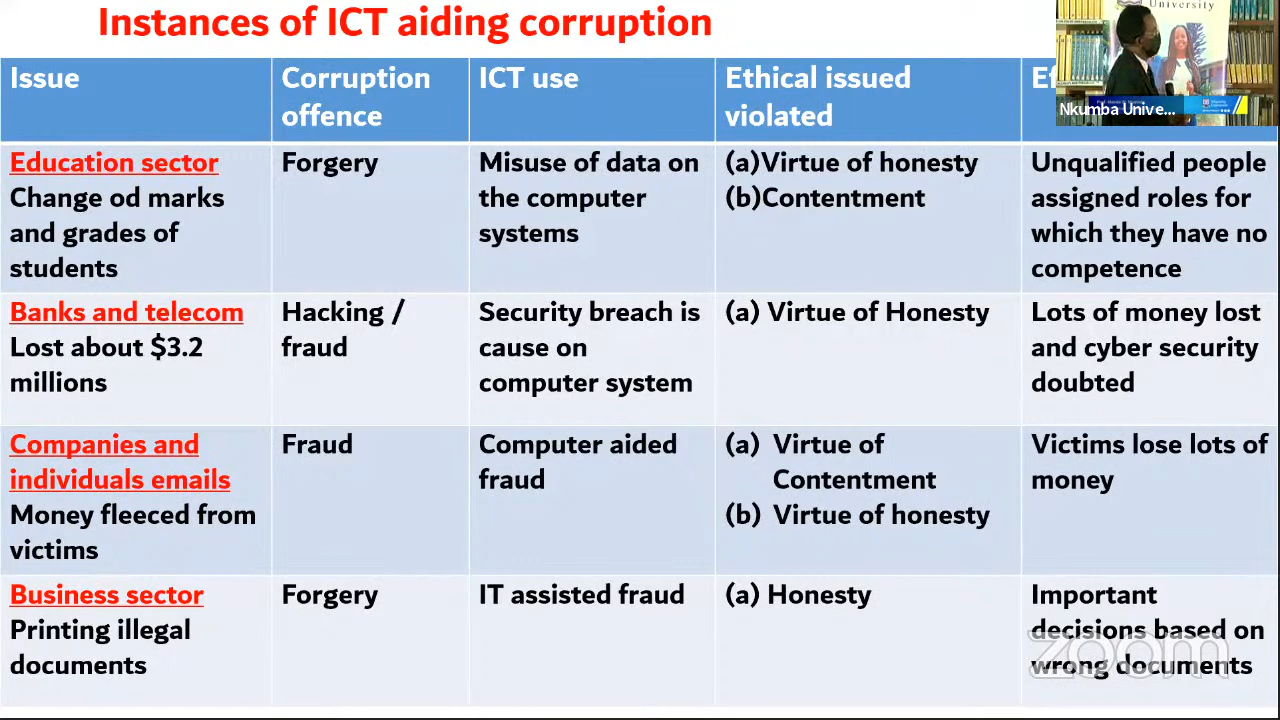 Instances of ICT aiding corruption
University
Nkumba Unive...
Issue
Corruption
offence
ICT use
Ethical issued
violated
Education sector
Change od marks
and grades of
students
Forgery
Misuse of data on
the computer
systems
(a)Virtue of honesty
(b)Contentment
Unqualified people
assigned roles for
which they have no
competence
Banks and telecom
Lost about $3.2
millions
Hacking /
fraud
Security breach is
cause on
computer system
(a) Virtue of Honesty
Lots of money lost
and cyber security
doubted
Companies and
individuals emails
Money fleeced from
victims
Fraud
Computer aided
fraud
(a) Virtue of
Contentment
(b) Virtue of honesty
Victims lose lots of
money
Business sector
Printing illegal
documents
Forgery
IT assisted fraud
(a) Honesty
Important
decisions based on
wrong documents
zoom